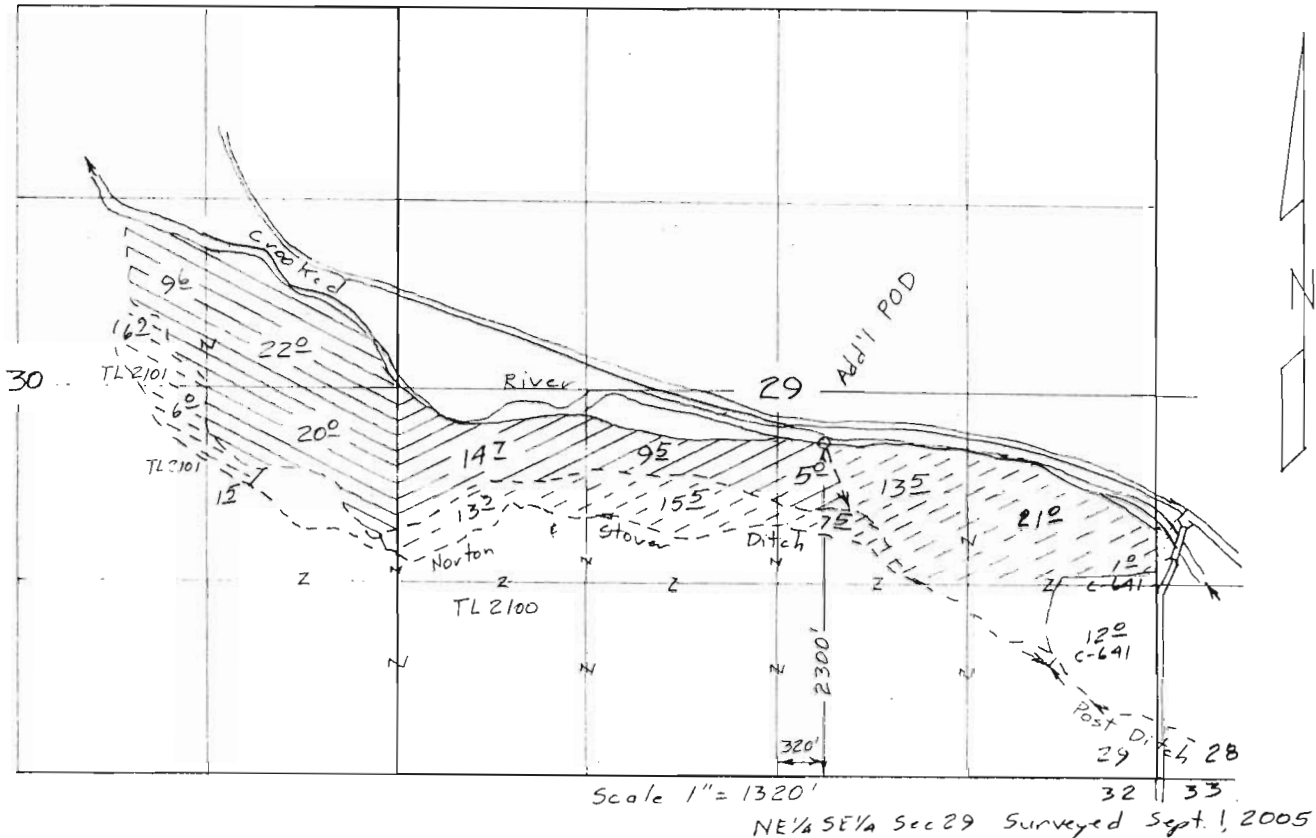 Crooked
Add'l POD
N
9 6
16 2
22 0
30
TL 2101
River
29
6 0
20 0
14 7
9 5
5 0
13 5
TL 2101
1 2
13 2
15 5
7 5
21 0
Norton & Stover Ditch
1 0
C-641
TL 2100
12 0
C-641
2300'
Post Ditch
320'
29 28
Scale 1" = 1320'
32 33
NE¼ SE¼ Sec 29 Surveyed Sept. 1, 2005